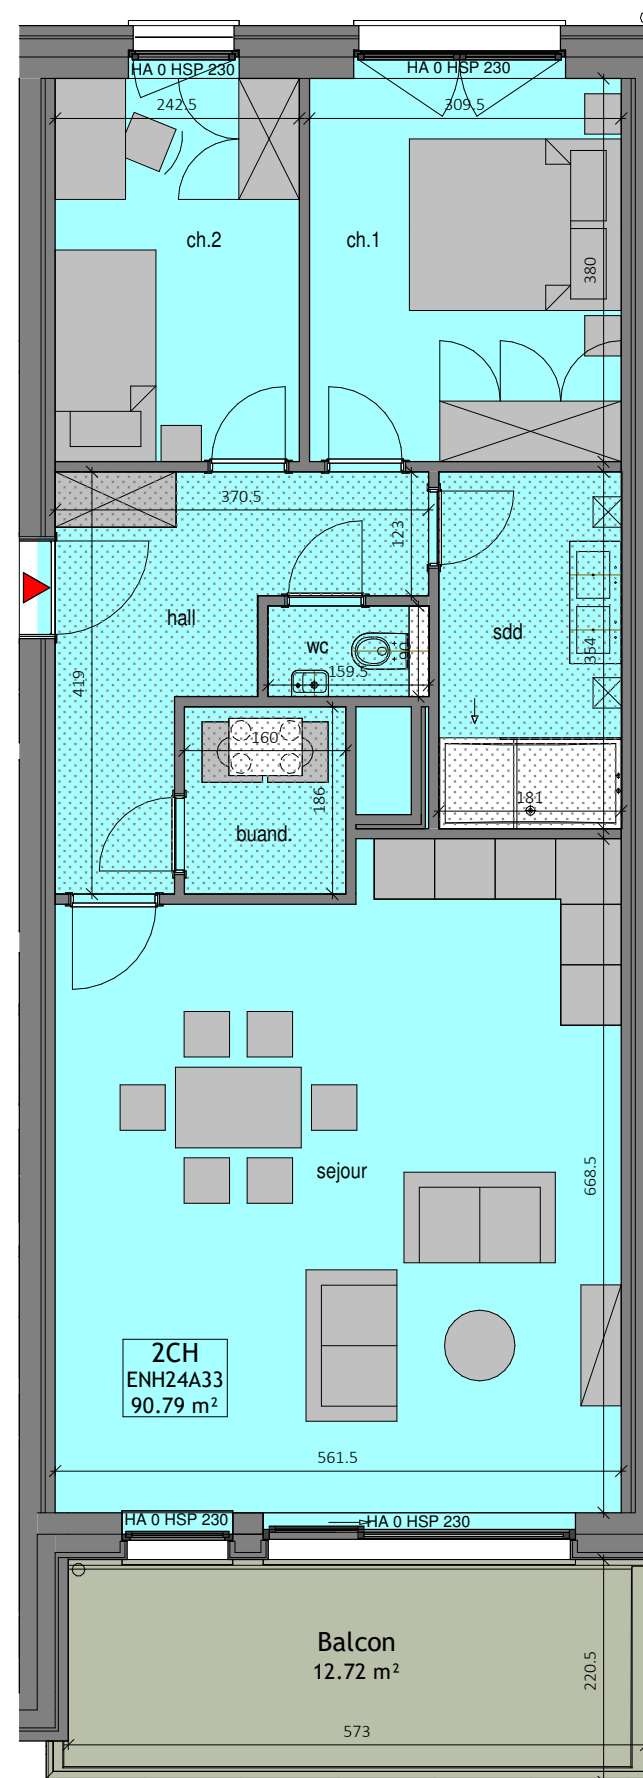 HA 0 HSP 230
HA 0 HSP 230
242.5
309.5
ch.2
ch.1
380
370.5
123
hall
wc
90
sdd
354
159.5
419
160
186
buand.
181
sejour
668.5
2CH
ENH24A33
90.79 m²
561.5
HA 0 HSP 230
HA 0 HSP 230
Balcon
12.72 m²
220.5
573